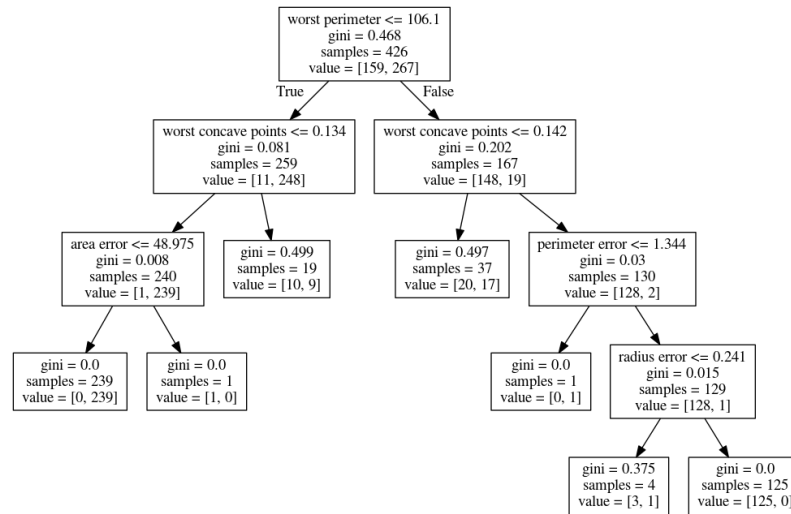 worst perimeter <= 106.1
gini = 0.468
samples = 426
value = [159, 267]
True
False
worst concave points <= 0.134
gini = 0.081
samples = 259
value = [11, 248]
worst concave points <= 0.142
gini = 0.202
samples = 167
value = [148, 19]
area error <= 48.975
gini = 0.008
samples = 240
value = [1, 239]
gini = 0.499
samples = 19
value = [10, 9]
gini = 0.497
samples = 37
value = [20, 17]
perimeter error <= 1.344
gini = 0.03
samples = 130
value = [128, 2]
gini = 0.0
samples = 239
value = [0, 239]
gini = 0.0
samples = 1
value = [1, 0]
gini = 0.0
samples = 1
value = [0, 1]
radius error <= 0.241
gini = 0.015
samples = 129
value = [128, 1]
gini = 0.375
samples = 4
value = [3, 1]
gini = 0.0
samples = 125
value = [125, 0]